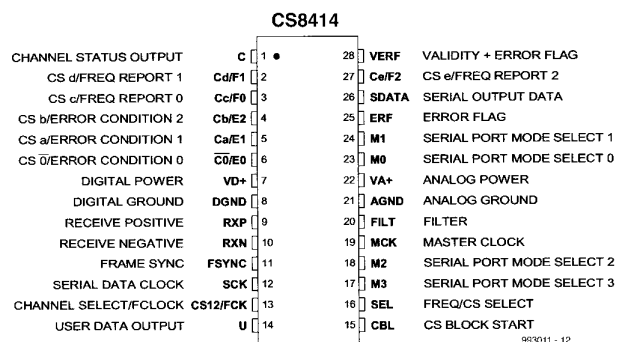 CS8414
CHANNEL STATUS OUTPUT C 1 28 VERF VALIDITY + ERROR FLAG
CS d/FREQ REPORT 1 Cd/F1 2 27 Ce/F2 CS e/FREQ REPORT 2
CS c/FREQ REPORT 0 Cc/F0 3 26 SDATA SERIAL OUTPUT DATA
CS b/ERROR CONDITION 2 Cb/E2 4 25 ERF ERROR FLAG
CS a/ERROR CONDITION 1 Ca/E1 5 24 M1 SERIAL PORT MODE SELECT 1
CS 0̅/ERROR CONDITION 0 C̅0̅/E0 6 23 M0 SERIAL PORT MODE SELECT 0
DIGITAL POWER VD+ 7 22 VA+ ANALOG POWER
DIGITAL GROUND DGND 8 21 AGND ANALOG GROUND
RECEIVE POSITIVE RXP 9 20 FILT FILTER
RECEIVE NEGATIVE RXN 10 19 MCK MASTER CLOCK
FRAME SYNC FSYNC 11 18 M2 SERIAL PORT MODE SELECT 2
SERIAL DATA CLOCK SCK 12 17 M3 SERIAL PORT MODE SELECT 3
CHANNEL SELECT/FCLOCK CS12/FCK 13 16 SEL FREQ/CS SELECT
USER DATA OUTPUT U 14 15 CBL CS BLOCK START
993011 - 12